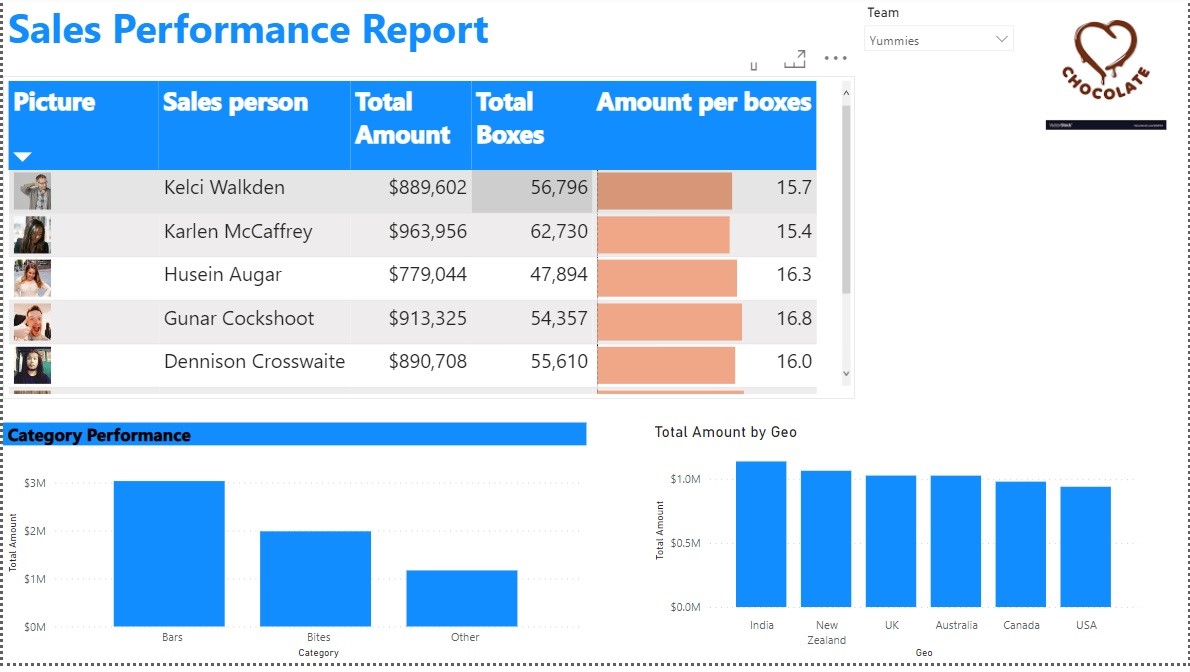 Sales Performance Report
Team
Yummies
CHOCOLATE
Picture Sales person Total Amount Total Boxes Amount per boxes
Kelci Walkden $889,602 56,796 15.7
Karlen McCaffrey $963,956 62,730 15.4
Husein Augar $779,044 47,894 16.3
Gunar Cockshoot $913,325 54,357 16.8
Dennison Crosswaite $890,708 55,610 16.0
Category Performance
Total Amount
$3M
$2M
$1M
$0M
Bars Bites Other
Category
Total Amount by Geo
Total Amount
$1.0M
$0.5M
$0.0M
India New Zealand UK Australia Canada USA
Geo